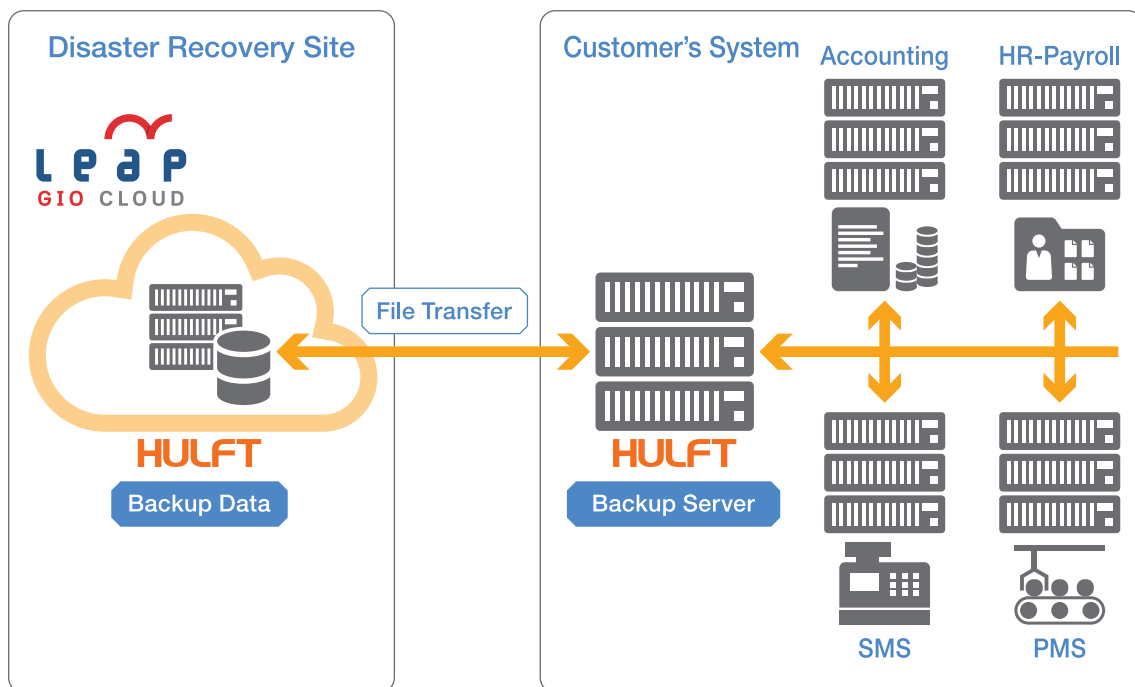 Disaster Recovery Site
Leap
GIO CLOUD
HULFT
Backup Data
File Transfer
Customer's System
HULFT
Backup Server
Accounting
HR-Payroll
SMS
PMS